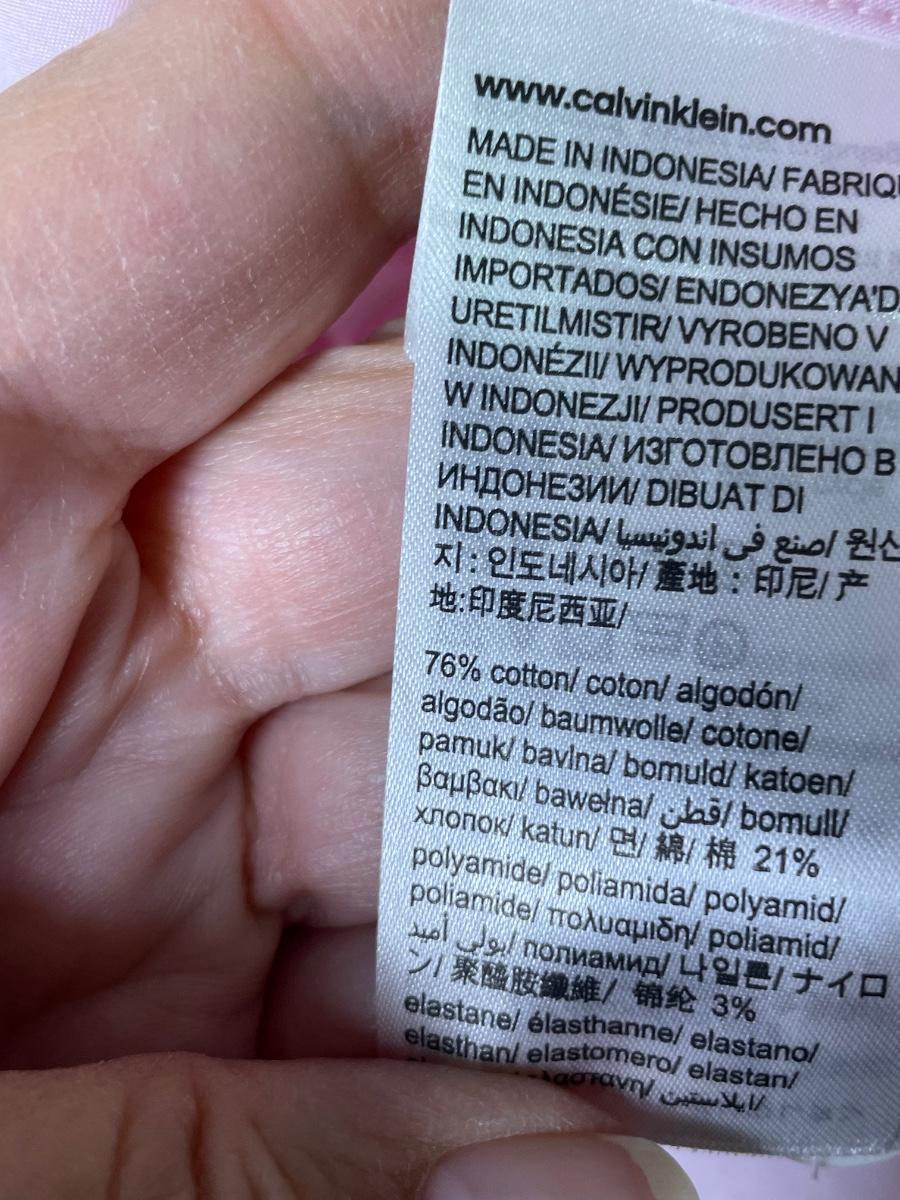 www.calvinklein.com
MADE IN INDONESIA/ FABRIQU
EN INDONÉSIE/ HECHO EN
INDONESIA CON INSUMOS
IMPORTADOS/ ENDONEZYA'D
URETILMISTIR/ VYROBENO V
INDONÉZII/ WYPRODUKOWAN
W INDONEZJI/ PRODUSERT I
INDONESIA/ ИЗГОТОВЛЕНО В
ИНДОНЕЗИИ/ DIBUAT DI
INDONESIA/ صنع في اندونيسيا/ 원산
지: 인도네시아/ 產地：印尼/ 产
地:印度尼西亚/
76% cotton/ coton/ algodón/
algodão/ baumwolle/ cotone/
pamuk/ bavlna/ bomuld/ katoen/
βαμβακι/ bawełna/ قطن/ bomull/
хлопок/ katun/ 면/ 綿/ 棉 21%
polyamide/ poliamida/ polyamid/
poliamide/ πολυαμιδη/ poliamid/
بولي أميد/ полиамид/ 나일론/ ナイロ
ン/ 聚醯胺纖維/ 锦纶 3%
elastane/ élasthanne/ elastano/
elasthan/ elastomero/ elastan/
ايلاستين/